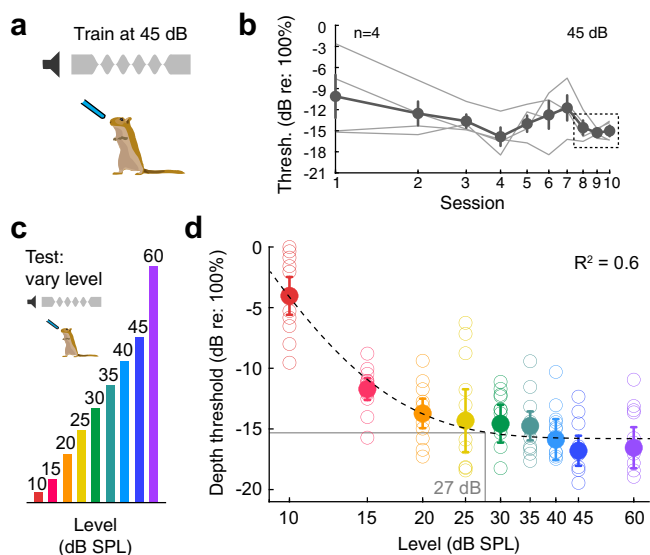 a
Train at 45 dB
b
n=4
45 dB
Thresh. (dB re: 100%)
0
-3
-6
-9
-12
-15
-18
-21
1
2
3
4
5
6
7
8
9
10
Session
c
Test:
vary level
10
15
20
25
30
35
40
45
60
Level
(dB SPL)
d
R² = 0.6
Depth threshold (dB re: 100%)
0
-5
-10
-15
-20
27 dB
10
15
20
25
30
35
40
45
60
Level (dB SPL)